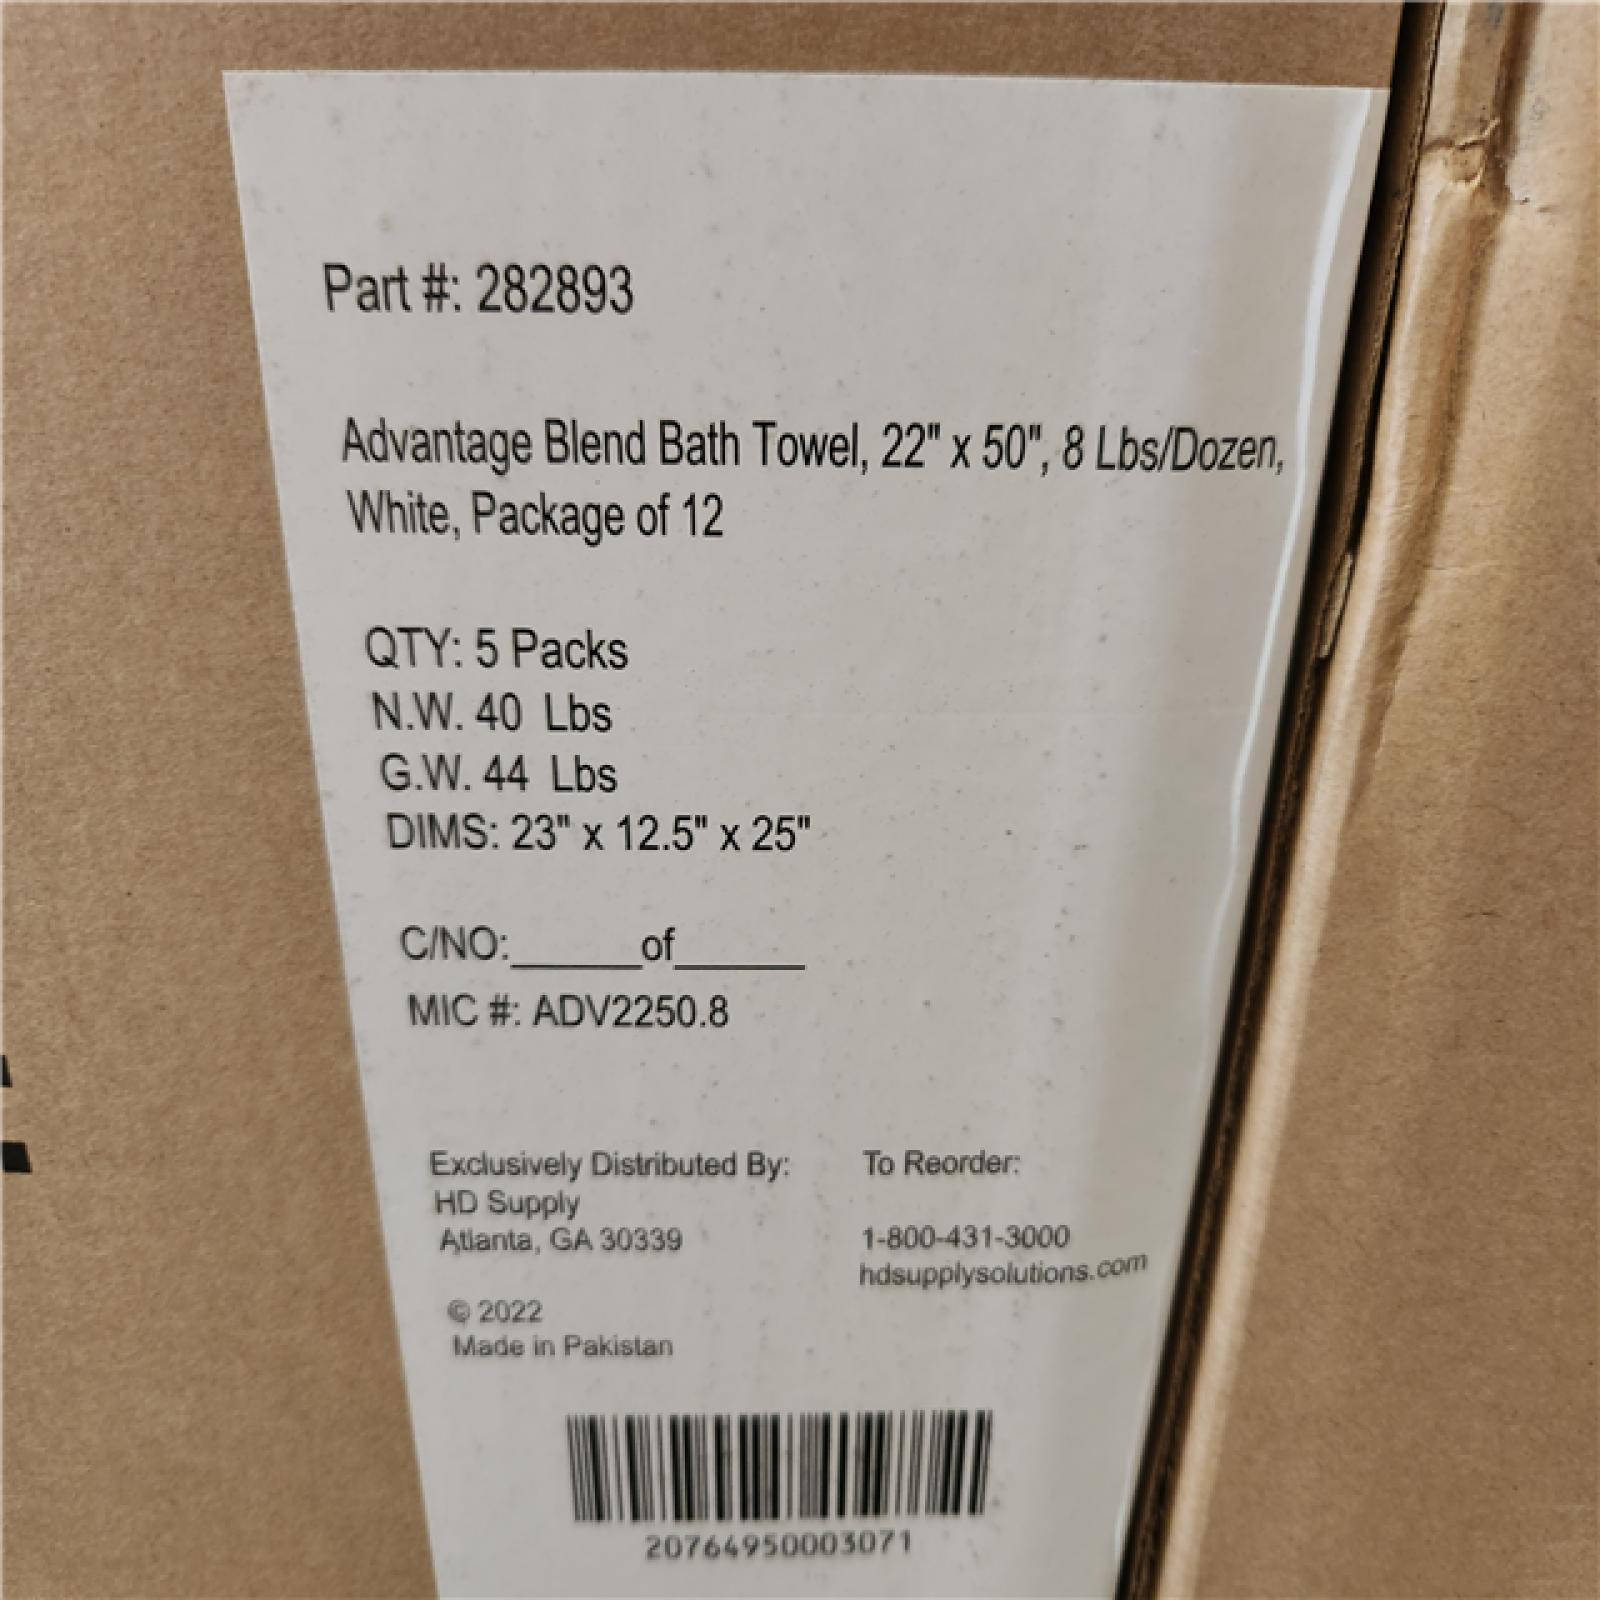 Part #: 282893
Advantage Blend Bath Towel, 22" x 50", 8 Lbs/Dozen,
White, Package of 12
QTY: 5 Packs
N.W. 40 Lbs
G.W. 44 Lbs
DIMS: 23" x 12.5" x 25"
C/NO:______of______
MIC #: ADV2250.8
Exclusively Distributed By:
HD Supply
Atlanta, GA 30339
To Reorder:
1-800-431-3000
hdsupplysolutions.com
© 2022
Made in Pakistan
20764950003071